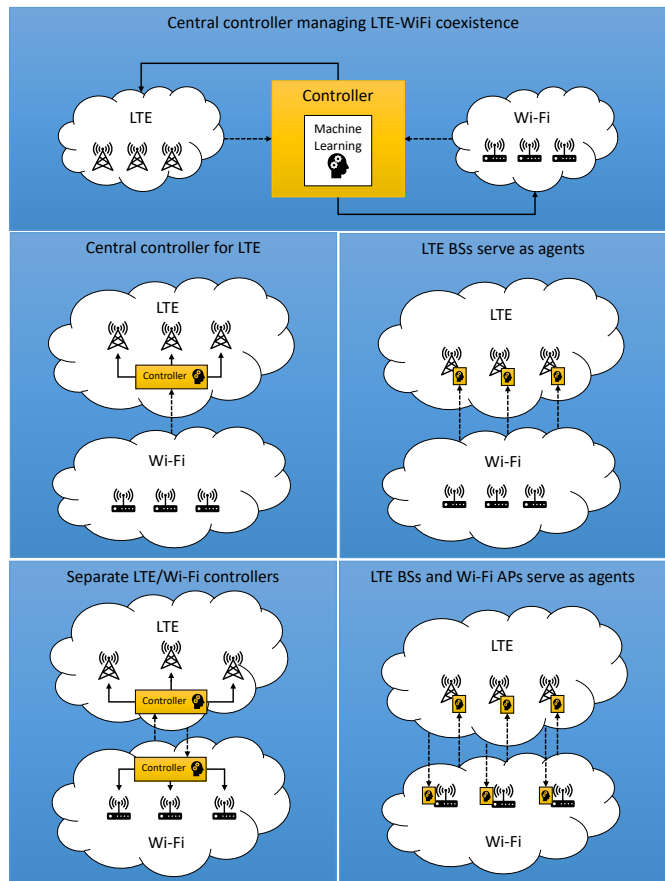 Central controller managing LTE-WiFi coexistence
LTE
Controller
Machine
Learning
Wi-Fi
Central controller for LTE
LTE
Controller
Wi-Fi
LTE BSs serve as agents
LTE
Wi-Fi
Separate LTE/Wi-Fi controllers
LTE
Controller
Controller
Wi-Fi
LTE BSs and Wi-Fi APs serve as agents
LTE
Wi-Fi